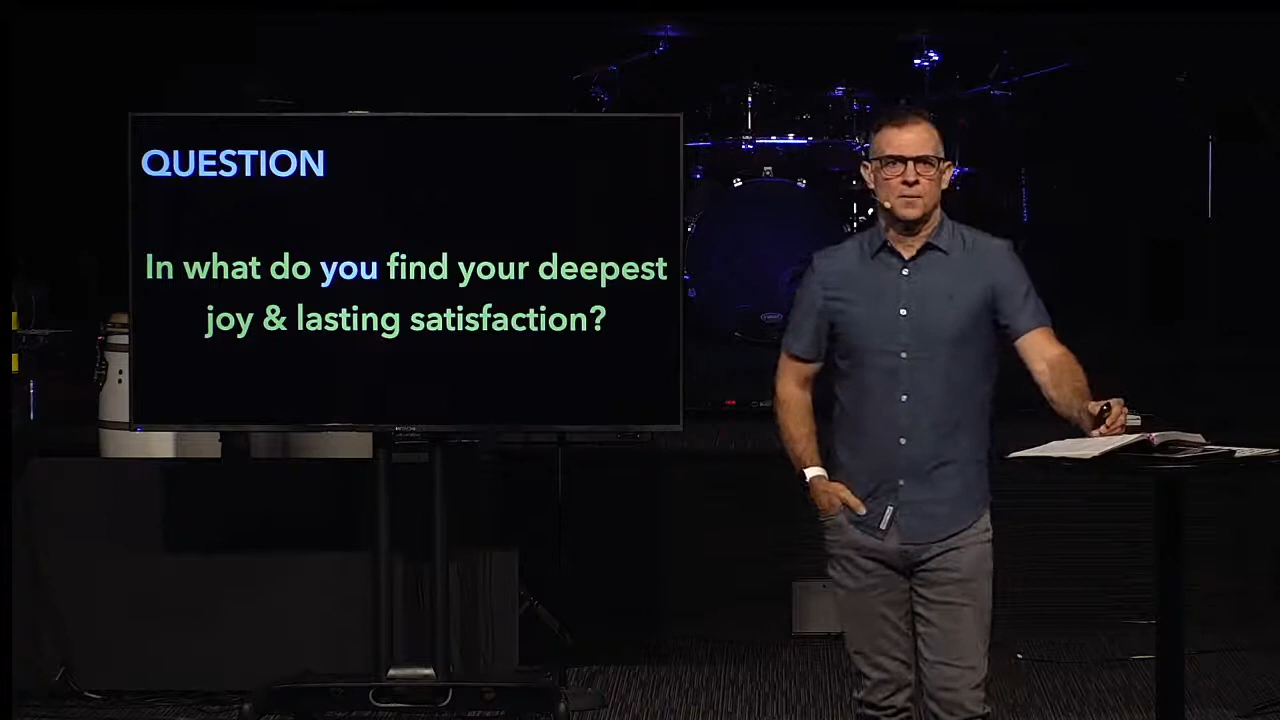 QUESTION
In what do you find your deepest
joy & lasting satisfaction?